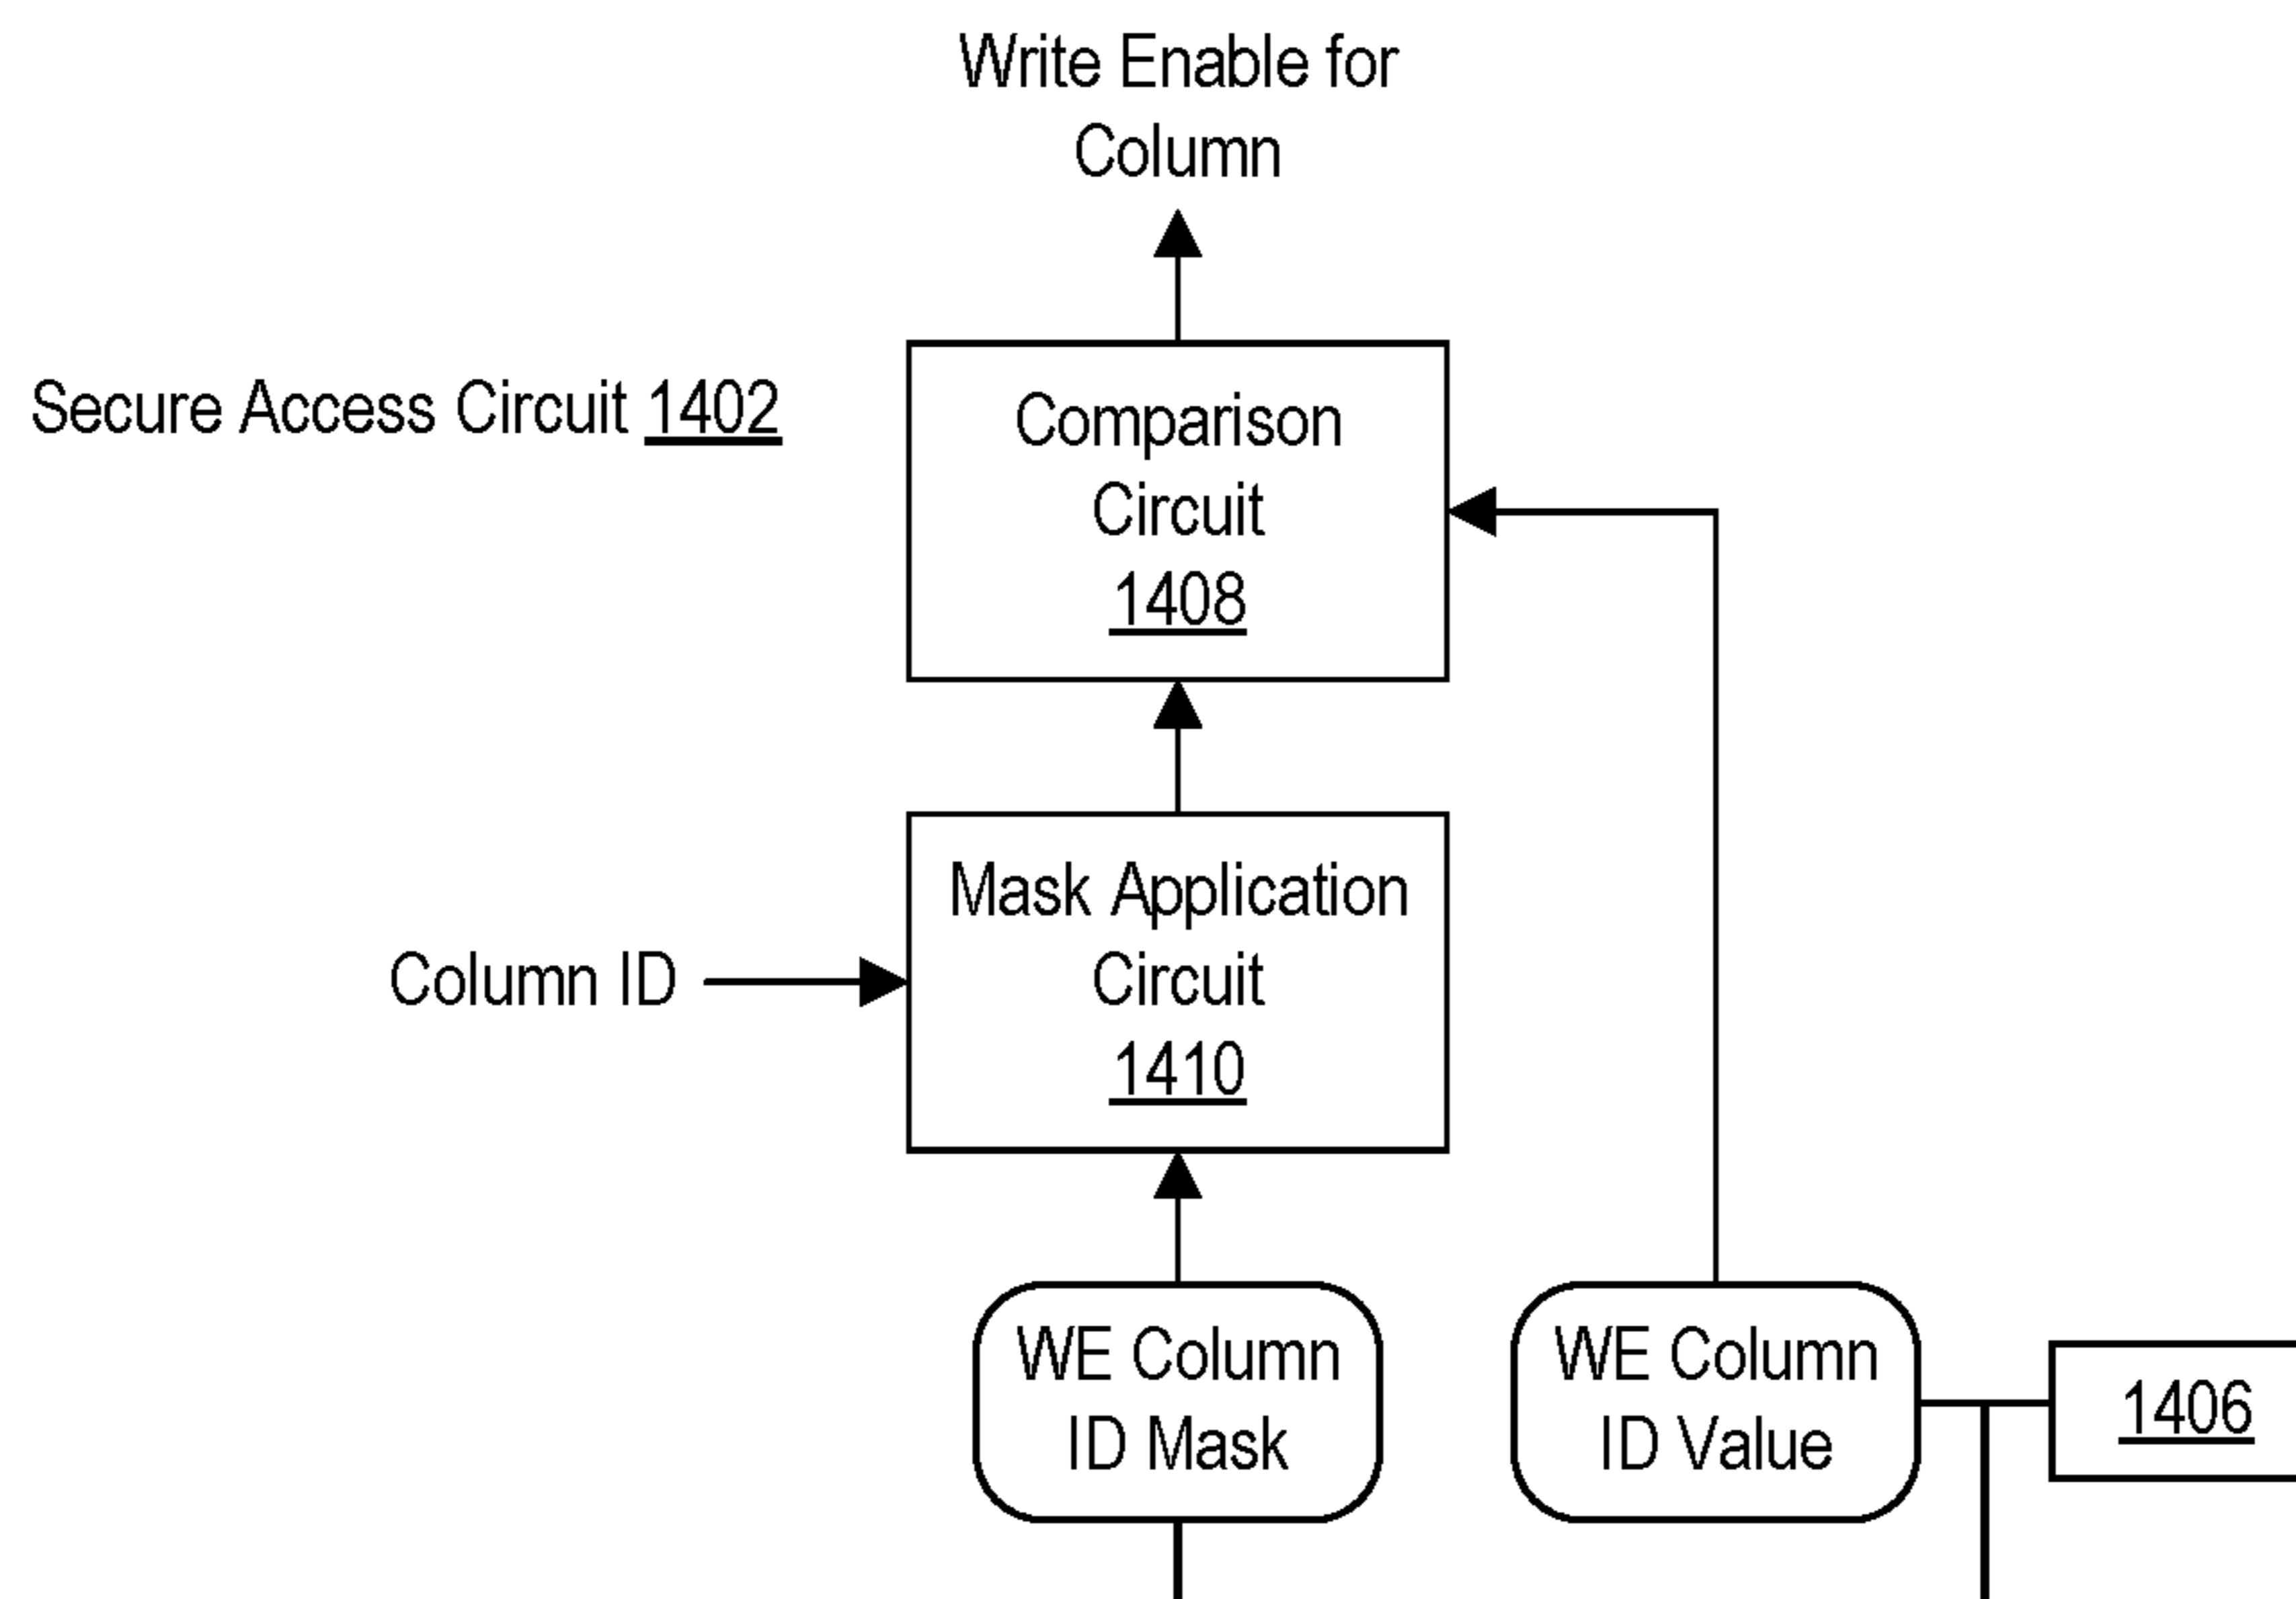 Write Enable for
Column
Secure Access Circuit 1402
Comparison
Circuit
1408
Mask Application
Circuit
1410
Column ID
WE Column
ID Mask
WE Column
ID Value
1406